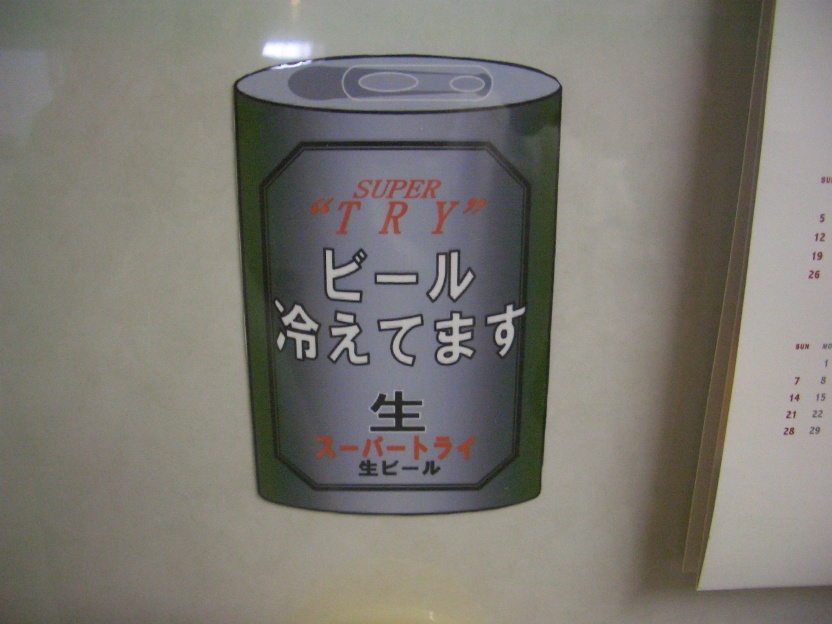 SUPER
“TRY”
ビール
冷えてます
生
スーパートライ
生ビール
5
12
19
26
SUN
1
7 8
14 15
21 22
28 29